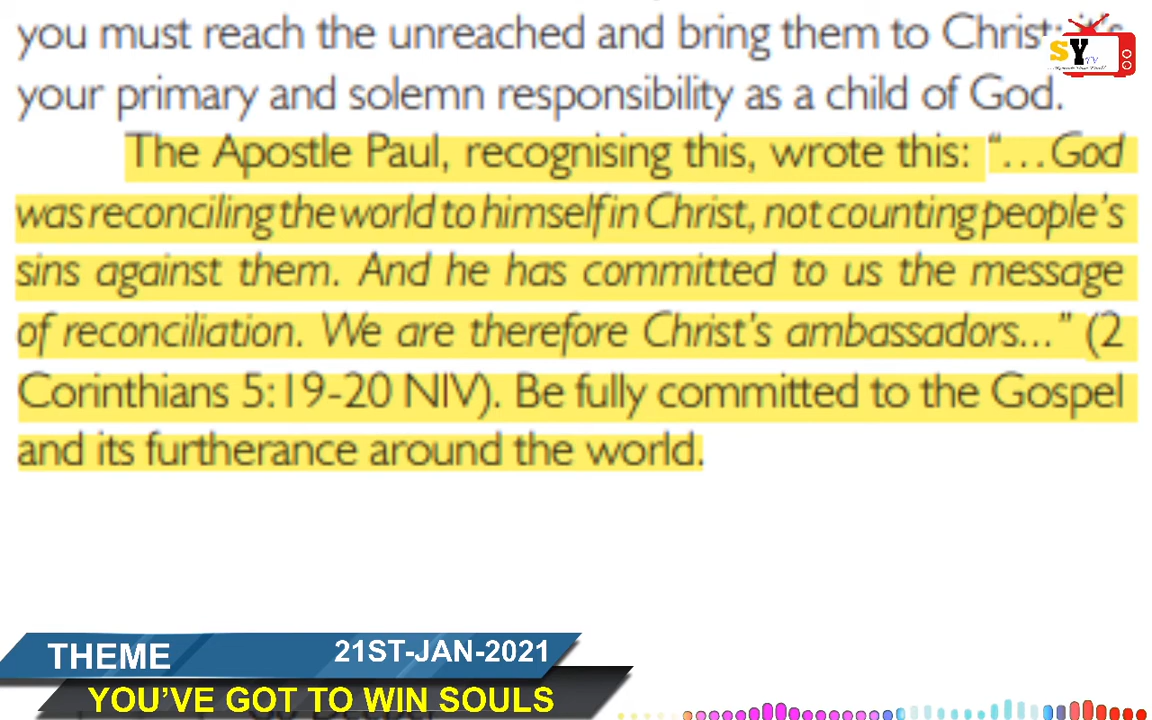 you must reach the unreached and bring them to Christ; it's
your primary and solemn responsibility as a child of God.
The Apostle Paul, recognising this, wrote this: “…God
was reconciling the world to himself in Christ, not counting people’s
sins against them. And he has committed to us the message
of reconciliation. We are therefore Christ’s ambassadors…” (2
Corinthians 5:19-20 NIV). Be fully committed to the Gospel
and its furtherance around the world.
SY TV
THEME
21ST-JAN-2021
YOU’VE GOT TO WIN SOULS